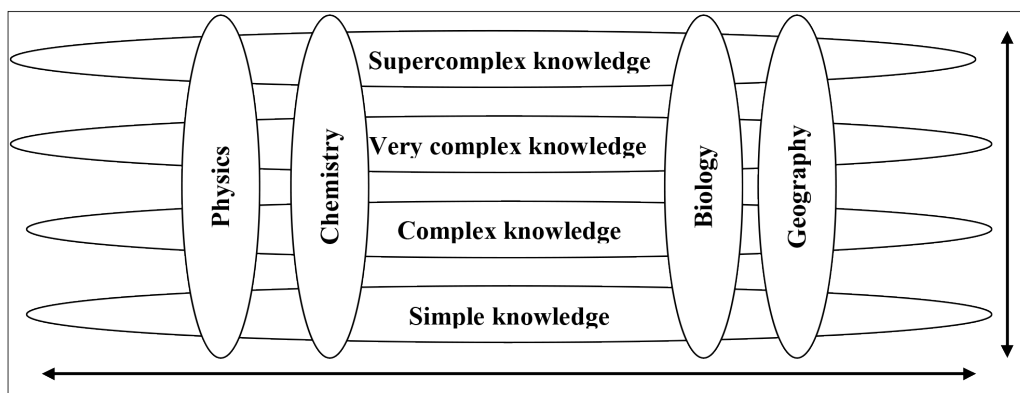 Supercomplex knowledge
Very complex knowledge
Complex knowledge
Simple knowledge
Physics
Chemistry
Biology
Geography